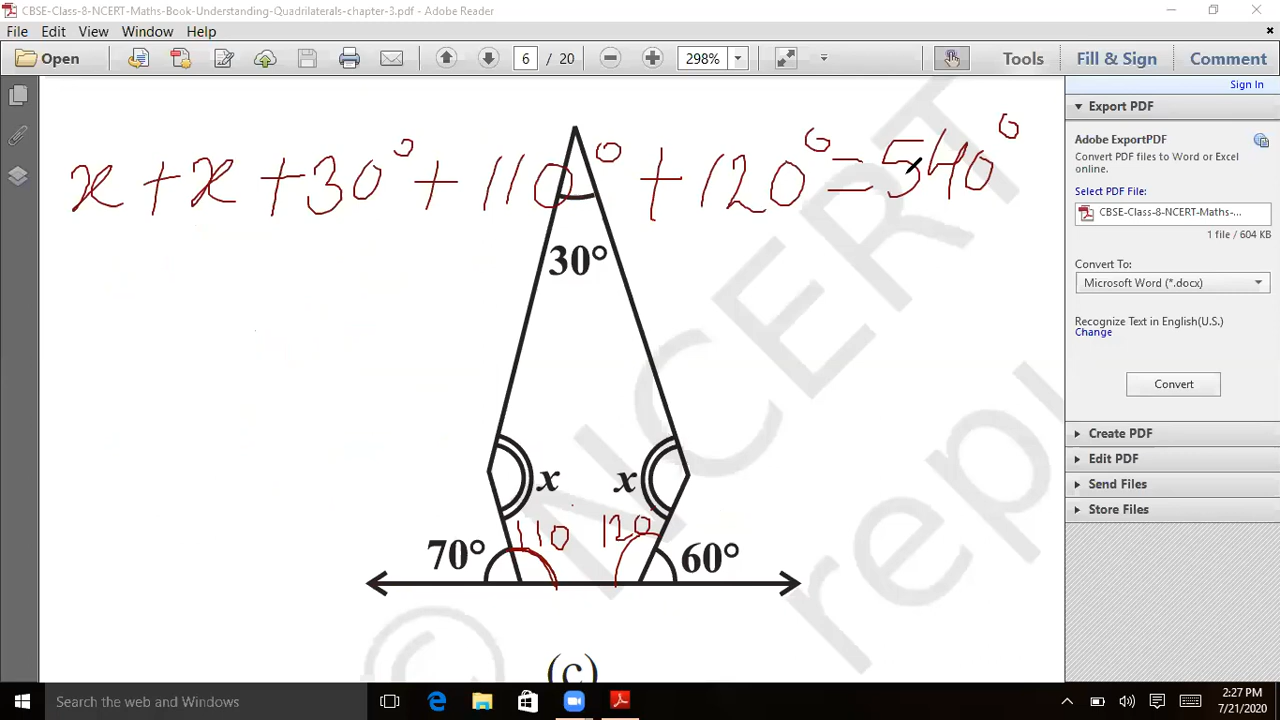 CBSE-Class-8-NCERT-Maths-Book-Understanding-Quadrilaterals-chapter-3.pdf - Adobe Reader
File Edit View Window Help
Open 6 / 20 298% Tools Fill & Sign Comment
Sign In
Export PDF
Adobe ExportPDF
Convert PDF files to Word or Excel
online.
Select PDF File:
CBSE-Class-8-NCERT-Maths-...
1 file / 604 KB
Convert To:
Microsoft Word (*.docx)
Recognize Text in English(U.S.)
Change
Convert
Create PDF
Edit PDF
Send Files
Store Files
x + x + 30° + 110° + 120° = 540°
30°
x x
110 120
70° 60°
(c)
© NCERT
repu
Search the web and Windows
2:27 PM
7/21/2020